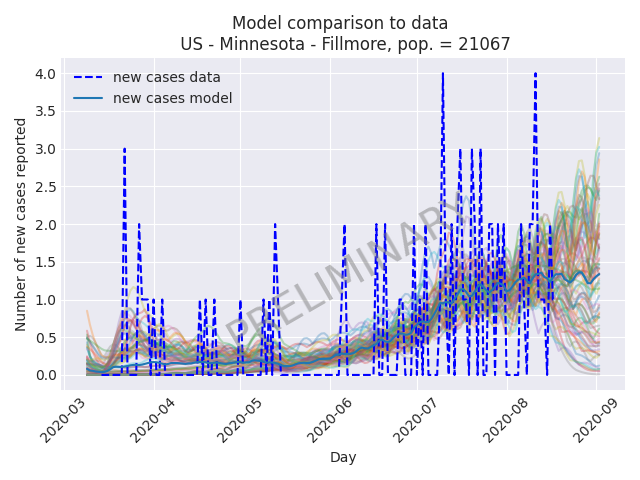 Model comparison to data
US - Minnesota - Fillmore, pop. = 21067
new cases data
new cases model
PRELIMINARY
Number of new cases reported
4.0
3.5
3.0
2.5
2.0
1.5
1.0
0.5
0.0
2020-03
2020-04
2020-05
2020-06
2020-07
2020-08
2020-09
Day